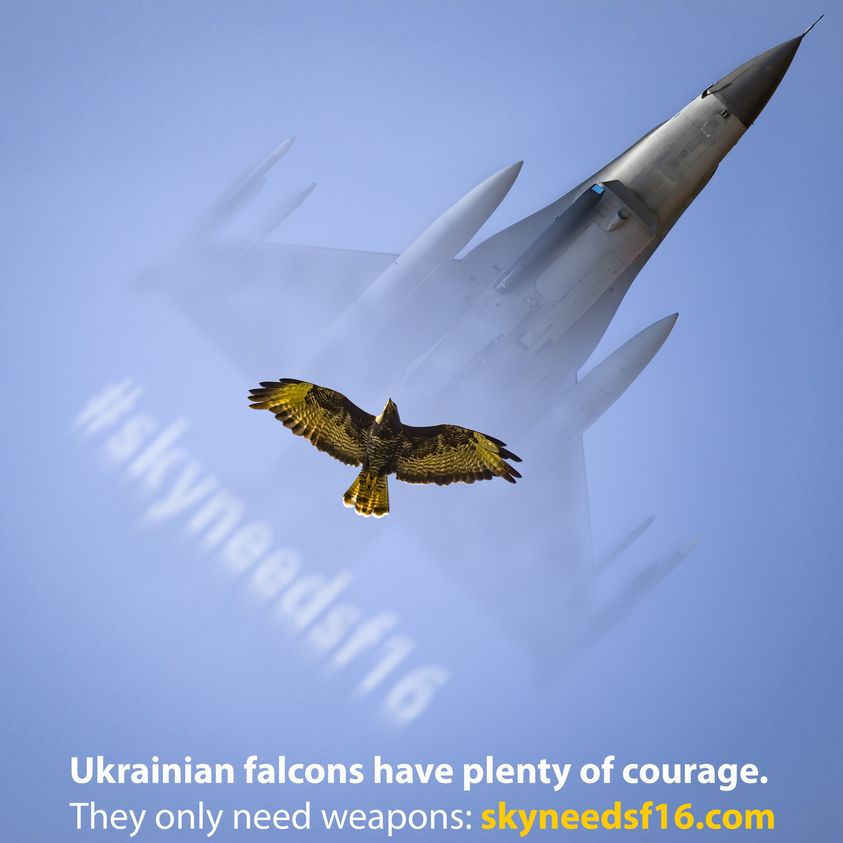 #skyneedsf16
Ukrainian falcons have plenty of courage.
They only need weapons: skyneedsf16.com